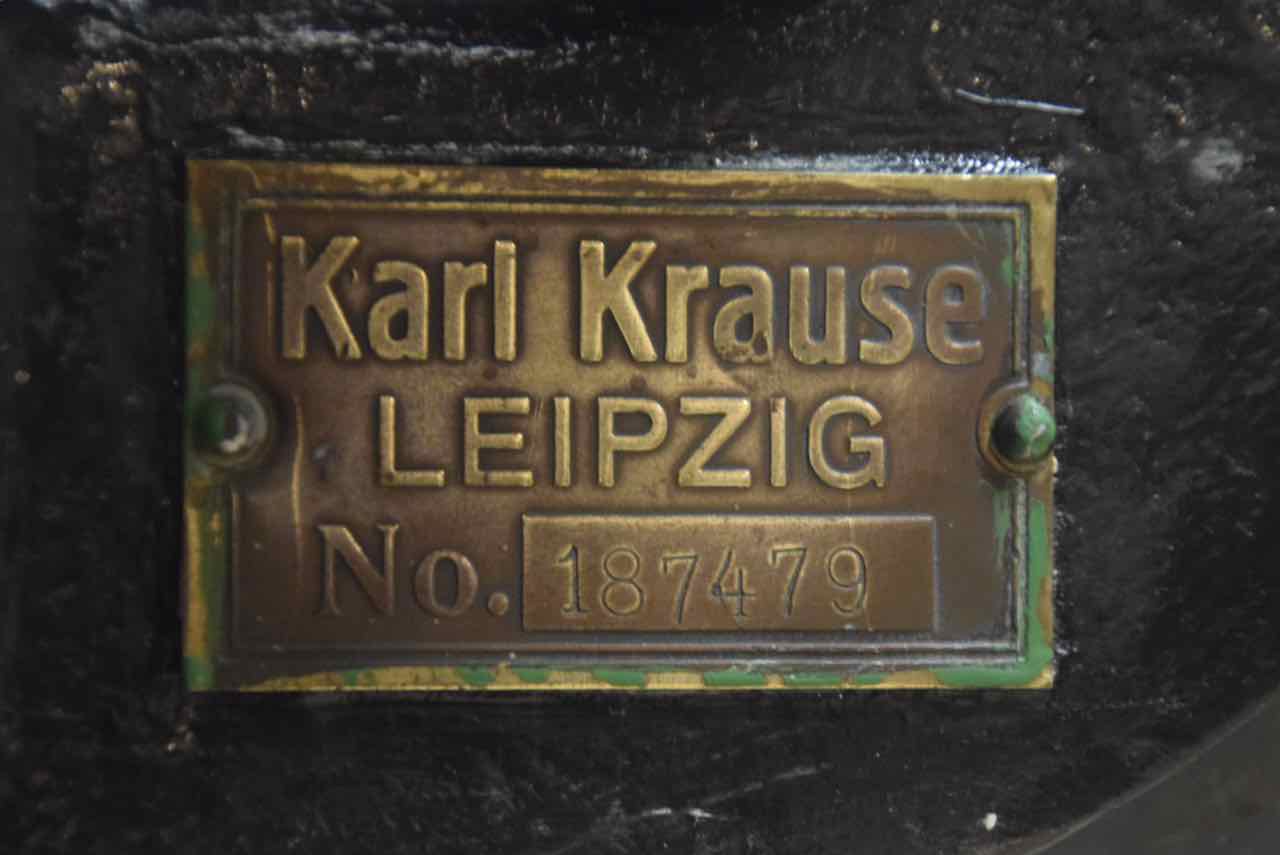 Karl Krause
LEIPZIG
No. 187479